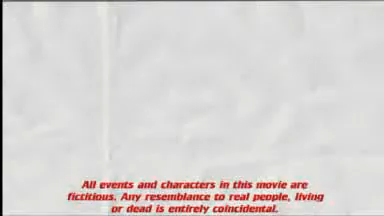 All events and characters in this movie are
fictitious. Any resemblance to real people, living
or dead is entirely coincidental.